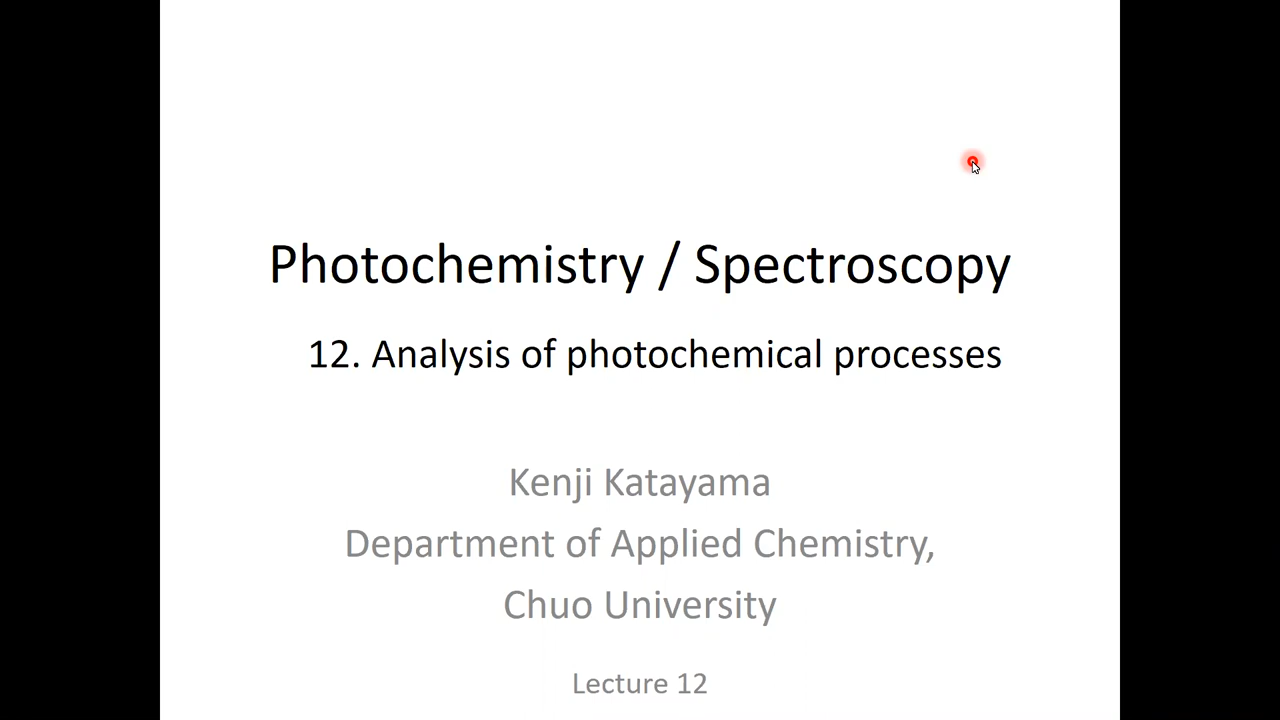 Photochemistry / Spectroscopy
12. Analysis of photochemical processes
Kenji Katayama
Department of Applied Chemistry,
Chuo University
Lecture 12